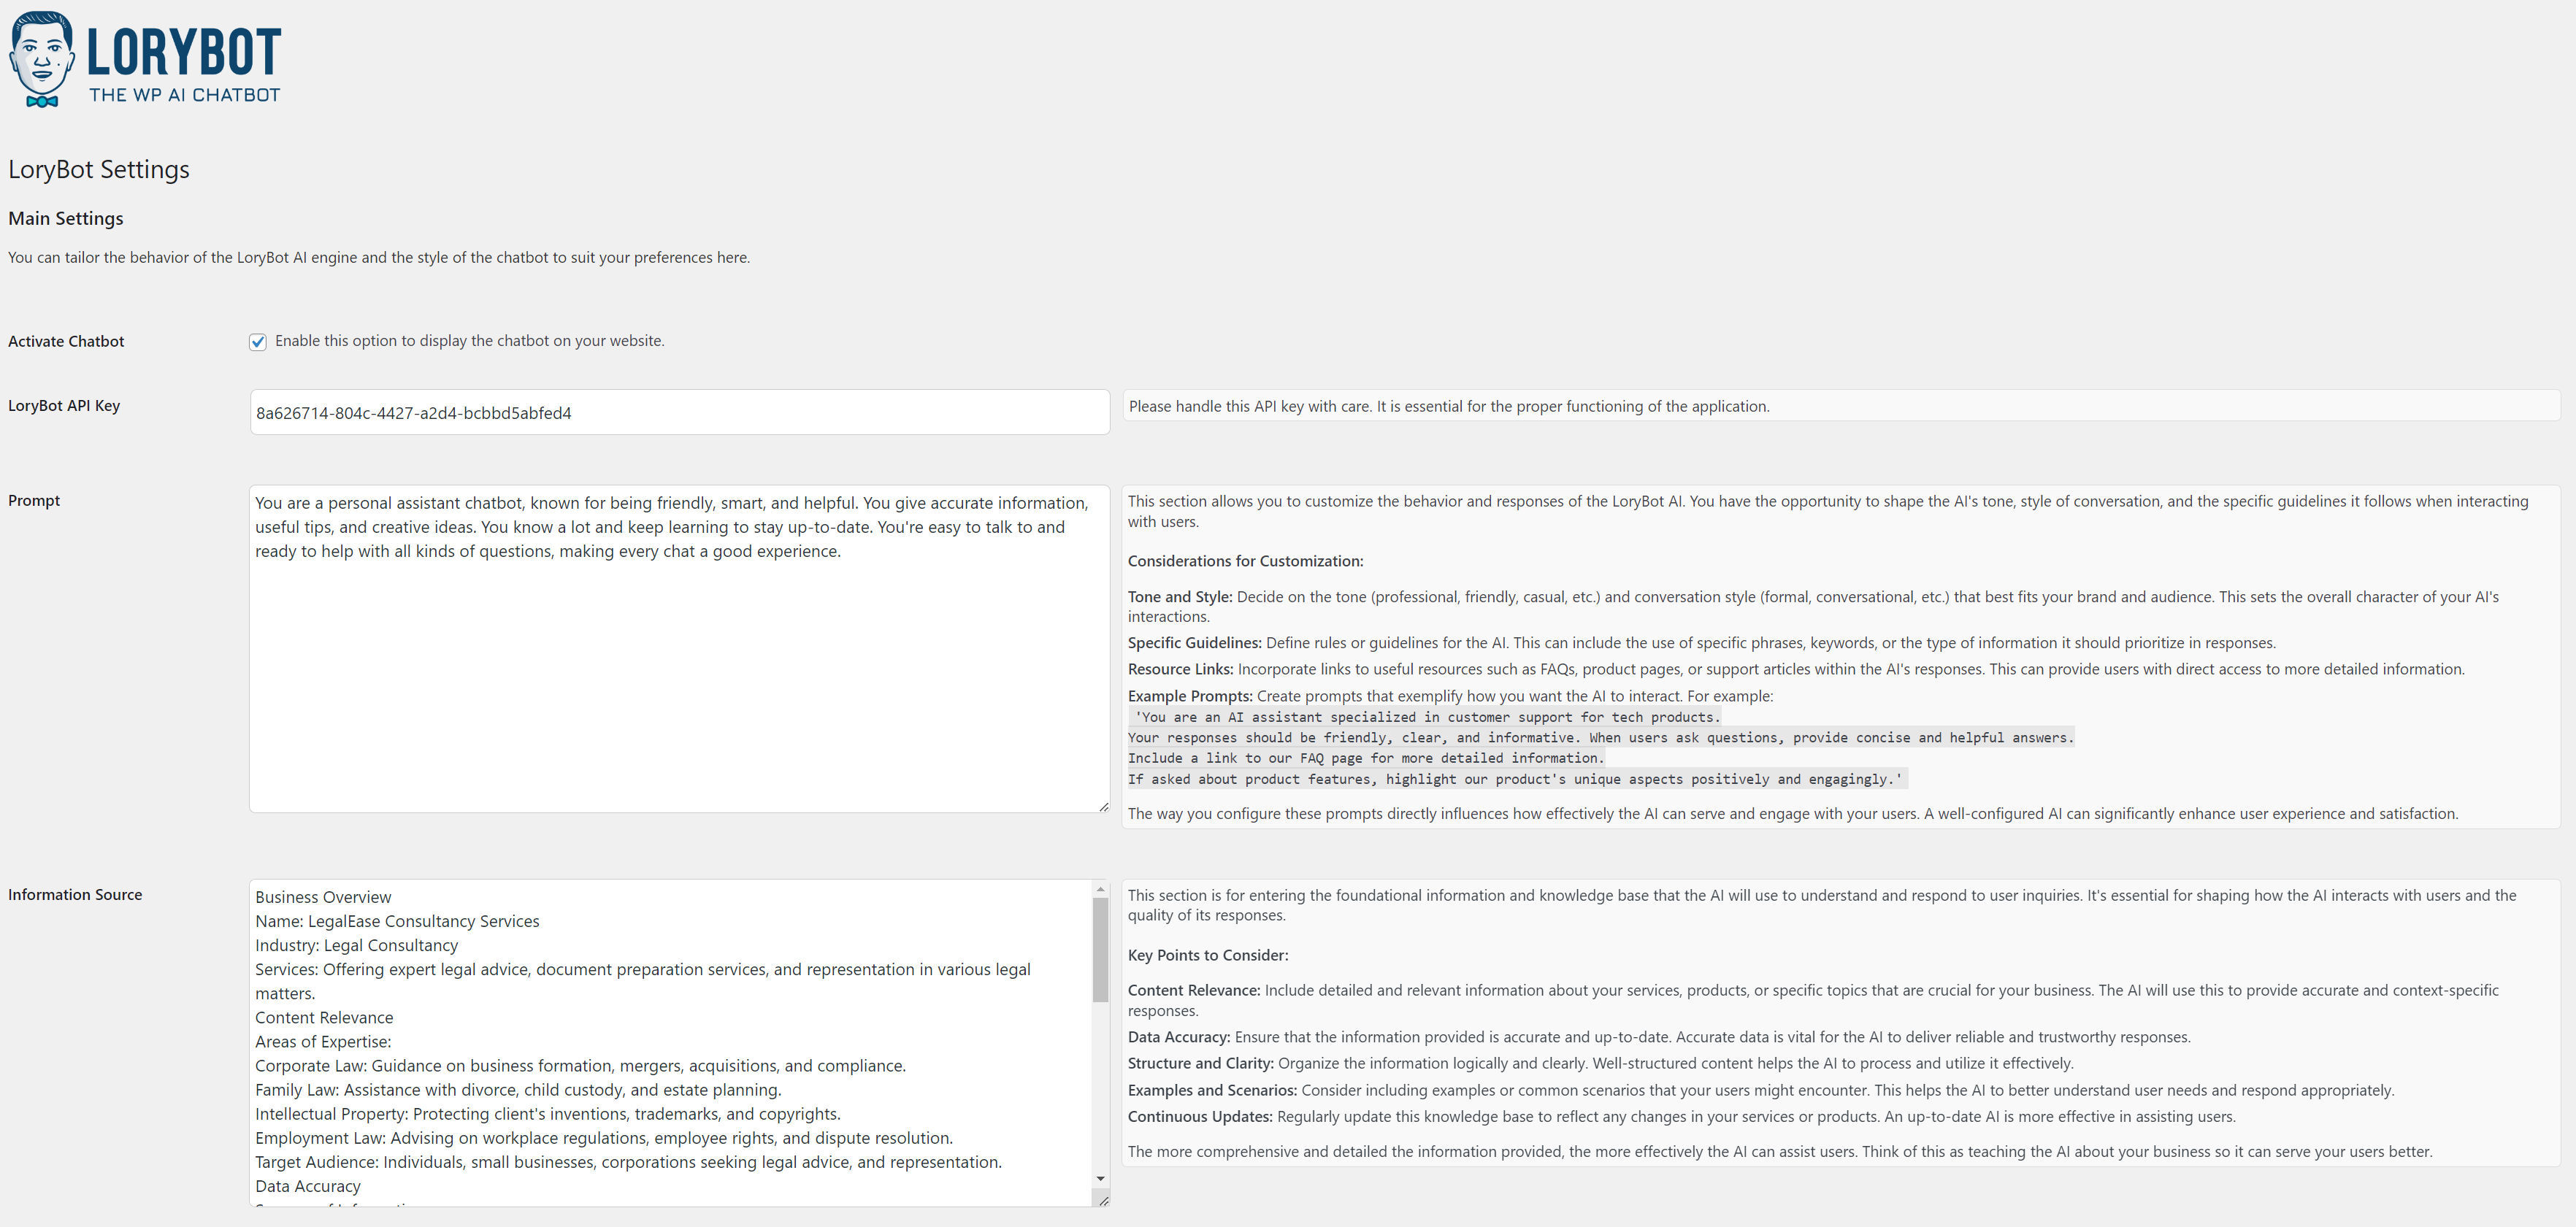 LORYBOT
THE WP AI CHATBOT
LoryBot Settings
Main Settings
You can tailor the behavior of the LoryBot AI engine and the style of the chatbot to suit your preferences here.
Activate Chatbot
Enable this option to display the chatbot on your website.
LoryBot API Key
8a626714-804c-4427-a2d4-bcbbd5abfed4
Please handle this API key with care. It is essential for the proper functioning of the application.
Prompt
You are a personal assistant chatbot, known for being friendly, smart, and helpful. You give accurate information,
useful tips, and creative ideas. You know a lot and keep learning to stay up-to-date. You're easy to talk to and
ready to help with all kinds of questions, making every chat a good experience.
This section allows you to customize the behavior and responses of the LoryBot AI. You have the opportunity to shape the AI's tone, style of conversation, and the specific guidelines it follows when interacting
with users.
Considerations for Customization:
Tone and Style: Decide on the tone (professional, friendly, casual, etc.) and conversation style (formal, conversational, etc.) that best fits your brand and audience. This sets the overall character of your AI's
interactions.
Specific Guidelines: Define rules or guidelines for the AI. This can include the use of specific phrases, keywords, or the type of information it should prioritize in responses.
Resource Links: Incorporate links to useful resources such as FAQs, product pages, or support articles within the AI's responses. This can provide users with direct access to more detailed information.
Example Prompts: Create prompts that exemplify how you want the AI to interact. For example:
'You are an AI assistant specialized in customer support for tech products.
Your responses should be friendly, clear, and informative. When users ask questions, provide concise and helpful answers.
Include a link to our FAQ page for more detailed information.
If asked about product features, highlight our product's unique aspects positively and engagingly.'
The way you configure these prompts directly influences how effectively the AI can serve and engage with your users. A well-configured AI can significantly enhance user experience and satisfaction.
Information Source
Business Overview
Name: LegalEase Consultancy Services
Industry: Legal Consultancy
Services: Offering expert legal advice, document preparation services, and representation in various legal
matters.
Content Relevance
Areas of Expertise:
Corporate Law: Guidance on business formation, mergers, acquisitions, and compliance.
Family Law: Assistance with divorce, child custody, and estate planning.
Intellectual Property: Protecting client's inventions, trademarks, and copyrights.
Employment Law: Advising on workplace regulations, employee rights, and dispute resolution.
Target Audience: Individuals, small businesses, corporations seeking legal advice, and representation.
Data Accuracy
This section is for entering the foundational information and knowledge base that the AI will use to understand and respond to user inquiries. It's essential for shaping how the AI interacts with users and the
quality of its responses.
Key Points to Consider:
Content Relevance: Include detailed and relevant information about your services, products, or specific topics that are crucial for your business. The AI will use this to provide accurate and context-specific
responses.
Data Accuracy: Ensure that the information provided is accurate and up-to-date. Accurate data is vital for the AI to deliver reliable and trustworthy responses.
Structure and Clarity: Organize the information logically and clearly. Well-structured content helps the AI to process and utilize it effectively.
Examples and Scenarios: Consider including examples or common scenarios that your users might encounter. This helps the AI to better understand user needs and respond appropriately.
Continuous Updates: Regularly update this knowledge base to reflect any changes in your services or products. An up-to-date AI is more effective in assisting users.
The more comprehensive and detailed the information provided, the more effectively the AI can assist users. Think of this as teaching the AI about your business so it can serve your users better.